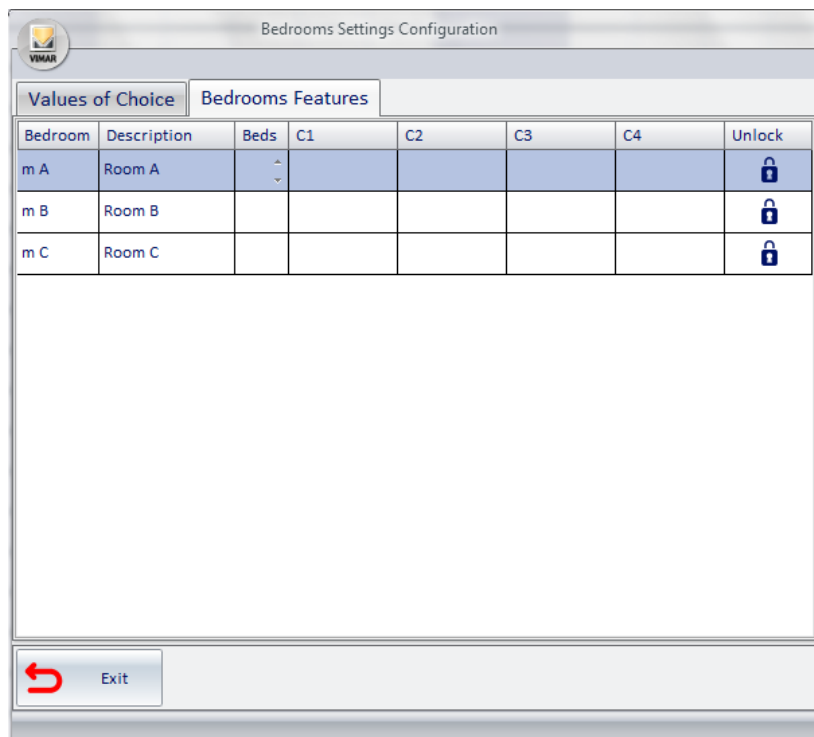 Bedrooms Settings Configuration
VIMAR
Values of Choice Bedrooms Features
Bedroom Description Beds C1 C2 C3 C4 Unlock
m A Room A
m B Room B
m C Room C
Exit